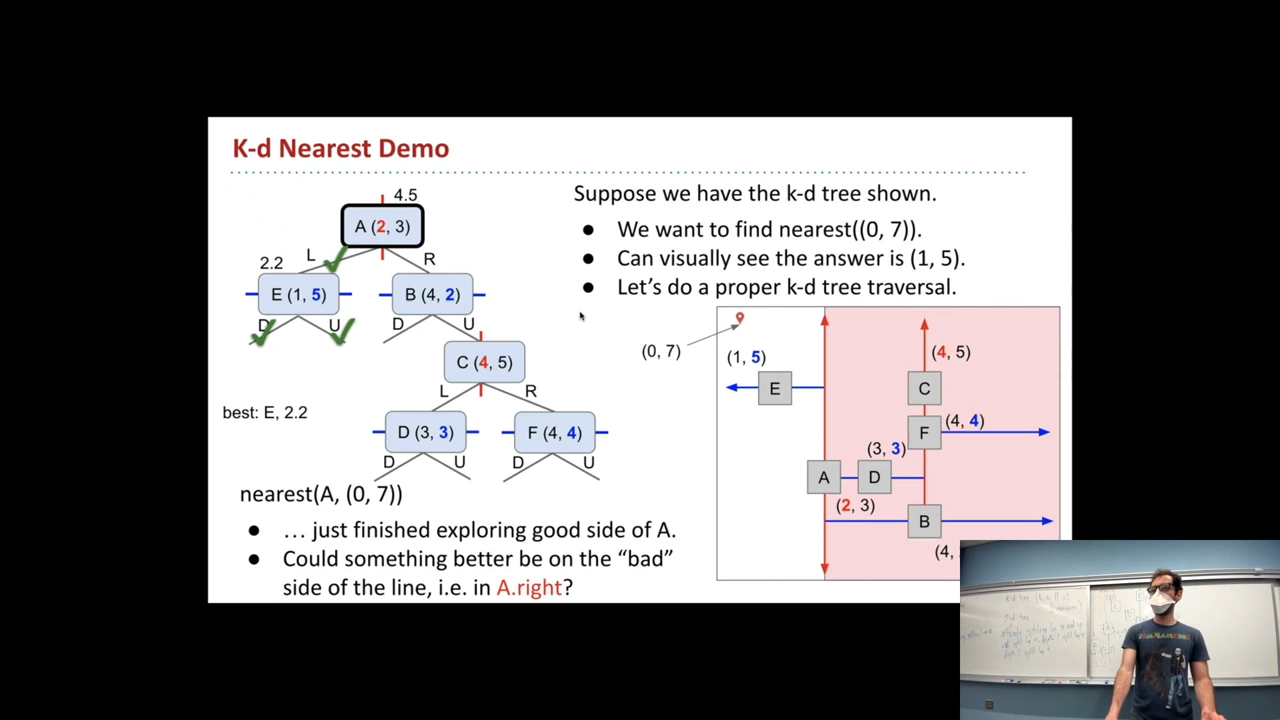 K-d Nearest Demo
4.5
A (2, 3)
L
R
2.2
E (1, 5)
B (4, 2)
D
U
D
U
C (4, 5)
L
R
best: E, 2.2
D (3, 3)
F (4, 4)
D
U
D
U
nearest(A, (0, 7))
● … just finished exploring good side of A.
● Could something better be on the “bad”
side of the line, i.e. in A.right?
Suppose we have the k-d tree shown.
● We want to find nearest((0, 7)).
● Can visually see the answer is (1, 5).
● Let’s do a proper k-d tree traversal.
(0, 7)
(1, 5)
(4, 5)
E
C
(4, 4)
F
(3, 3)
A
D
(2, 3)
B
(4,